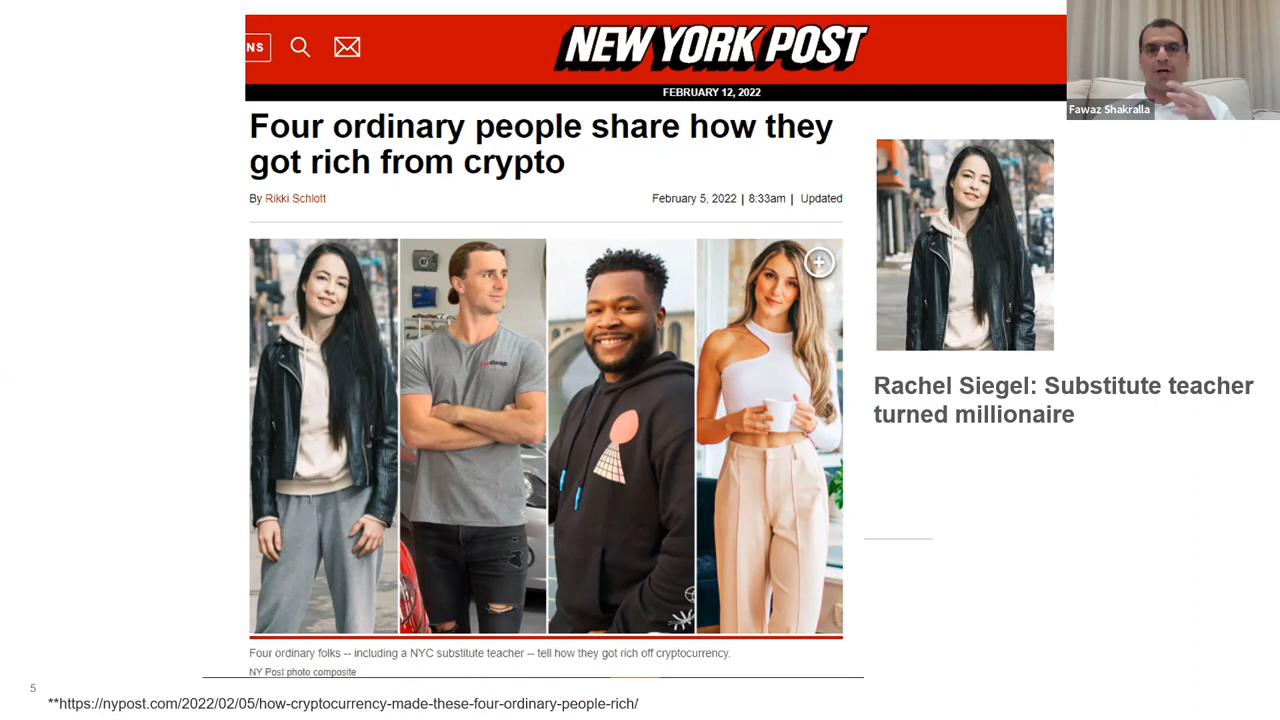 NS
NEW YORK POST
FEBRUARY 12, 2022
Fawaz Shakralla
Four ordinary people share how they
got rich from crypto
By Rikki Schlott
February 5, 2022 | 8:33am | Updated
Rachel Siegel: Substitute teacher
turned millionaire
Four ordinary folks -- including a NYC substitute teacher -- tell how they got rich off cryptocurrency.
NY Post photo composite
5
**https://nypost.com/2022/02/05/how-cryptocurrency-made-these-four-ordinary-people-rich/